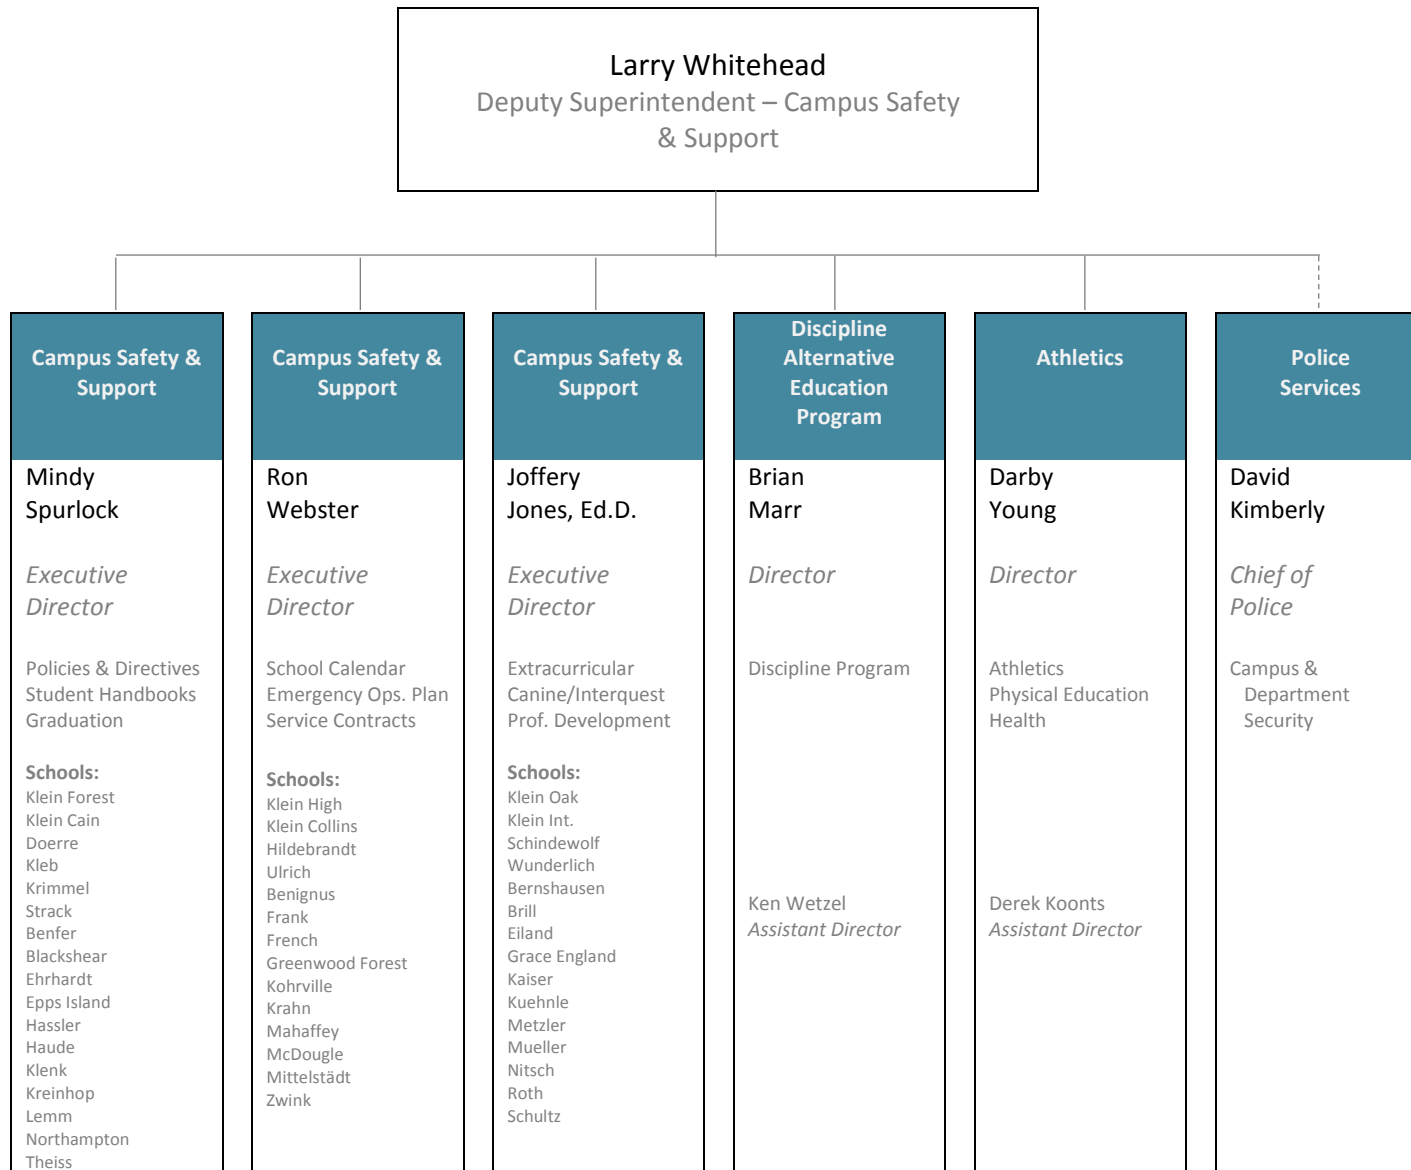 Larry Whitehead
Deputy Superintendent – Campus Safety
& Support
Campus Safety &
Support
Mindy
Spurlock
Executive
Director
Policies & Directives
Student Handbooks
Graduation
Schools:
Klein Forest
Klein Cain
Doerre
Kleb
Krimmel
Strack
Benfer
Blackshear
Ehrhardt
Epps Island
Hassler
Haude
Klenk
Kreinhop
Lemm
Northampton
Theiss
Campus Safety &
Support
Ron
Webster
Executive
Director
School Calendar
Emergency Ops. Plan
Service Contracts
Schools:
Klein High
Klein Collins
Hildebrandt
Ulrich
Benignus
Frank
French
Greenwood Forest
Kohrville
Krahn
Mahaffey
McDougle
Mittelstädt
Zwink
Campus Safety &
Support
Joffery
Jones, Ed.D.
Executive
Director
Extracurricular
Canine/Interquest
Prof. Development
Schools:
Klein Oak
Klein Int.
Schindewolf
Wunderlich
Bernshausen
Brill
Eiland
Grace England
Kaiser
Kuehnle
Metzler
Mueller
Nitsch
Roth
Schultz
Discipline
Alternative
Education
Program
Brian
Marr
Director
Discipline Program
Ken Wetzel
Assistant Director
Athletics
Darby
Young
Director
Athletics
Physical Education
Health
Derek Koonts
Assistant Director
Police
Services
David
Kimberly
Chief of
Police
Campus &
Department
Security